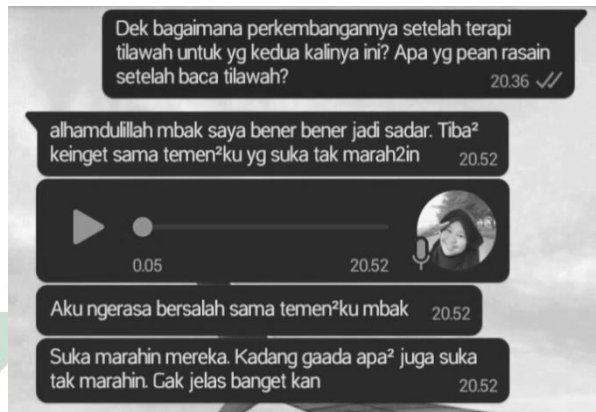 Dek bagaimana perkembangannya setelah terapi
tilawah untuk yg kedua kalinya ini? Apa yg pean rasain
setelah baca tilawah?
20.36
alhamdulillah mbak saya bener bener jadi sadar. Tiba²
keinget sama temen²ku yg suka tak marah2in
20.52
0.05 20.52
Aku ngerasa bersalah sama temen²ku mbak 20.52
Suka marahin mereka. Kadang gaada apa² juga suka
tak marahin. Gak jelas banget kan
20.52